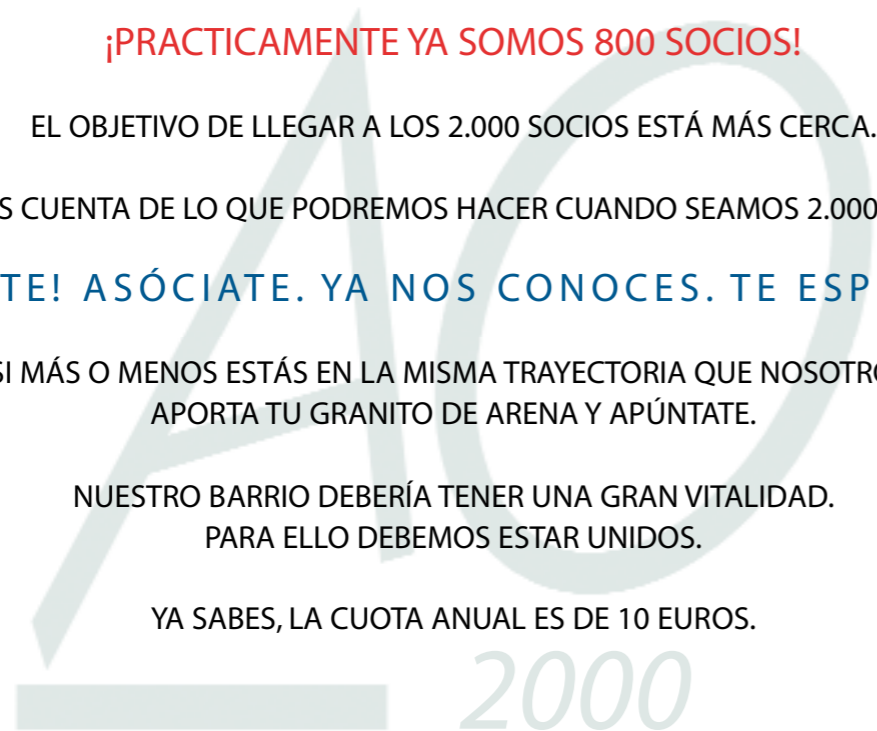 ¡PRACTICAMENTE YA SOMOS 800 SOCIOS!
EL OBJETIVO DE LLEGAR A LOS 2.000 SOCIOS ESTÁ MÁS CERCA.
S CUENTA DE LO QUE PODREMOS HACER CUANDO SEAMOS 2.000
TE! ASÓCIATE. YA NOS CONOCES. TE ESP
SI MÁS O MENOS ESTÁS EN LA MISMA TRAYECTORIA QUE NOSOTRO
APORTA TU GRANITO DE ARENA Y APÚNTATE.
NUESTRO BARRIO DEBERÍA TENER UNA GRAN VITALIDAD.
PARA ELLO DEBEMOS ESTAR UNIDOS.
YA SABES, LA CUOTA ANUAL ES DE 10 EUROS.
AO
2000